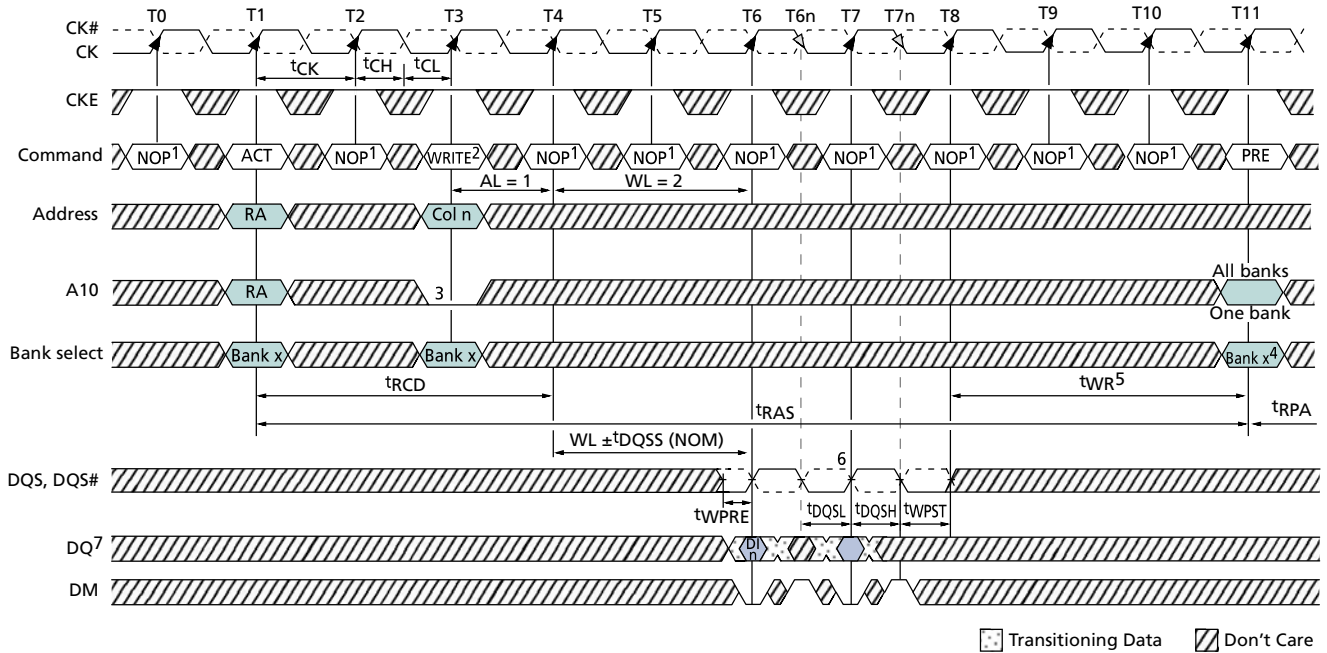 T0 T1 T2 T3 T4 T5 T6 T6n T7 T7n T8 T9 T10 T11
CK#
CK
tCK tCH tCL
CKE
Command NOP1 ACT NOP1 WRITE2 NOP1 NOP1 NOP1 NOP1 NOP1 NOP1 NOP1 PRE
AL = 1 WL = 2
Address RA Col n
All banks
A10 RA 3
One bank
Bank select Bank x Bank x Bank x4
tRCD tWR5
tRAS tRPA
WL ±tDQSS (NOM)
6
DQS, DQS#
tWPRE tDQSL tDQSH tWPST
DQ7 DI n
DM
Transitioning Data Don't Care